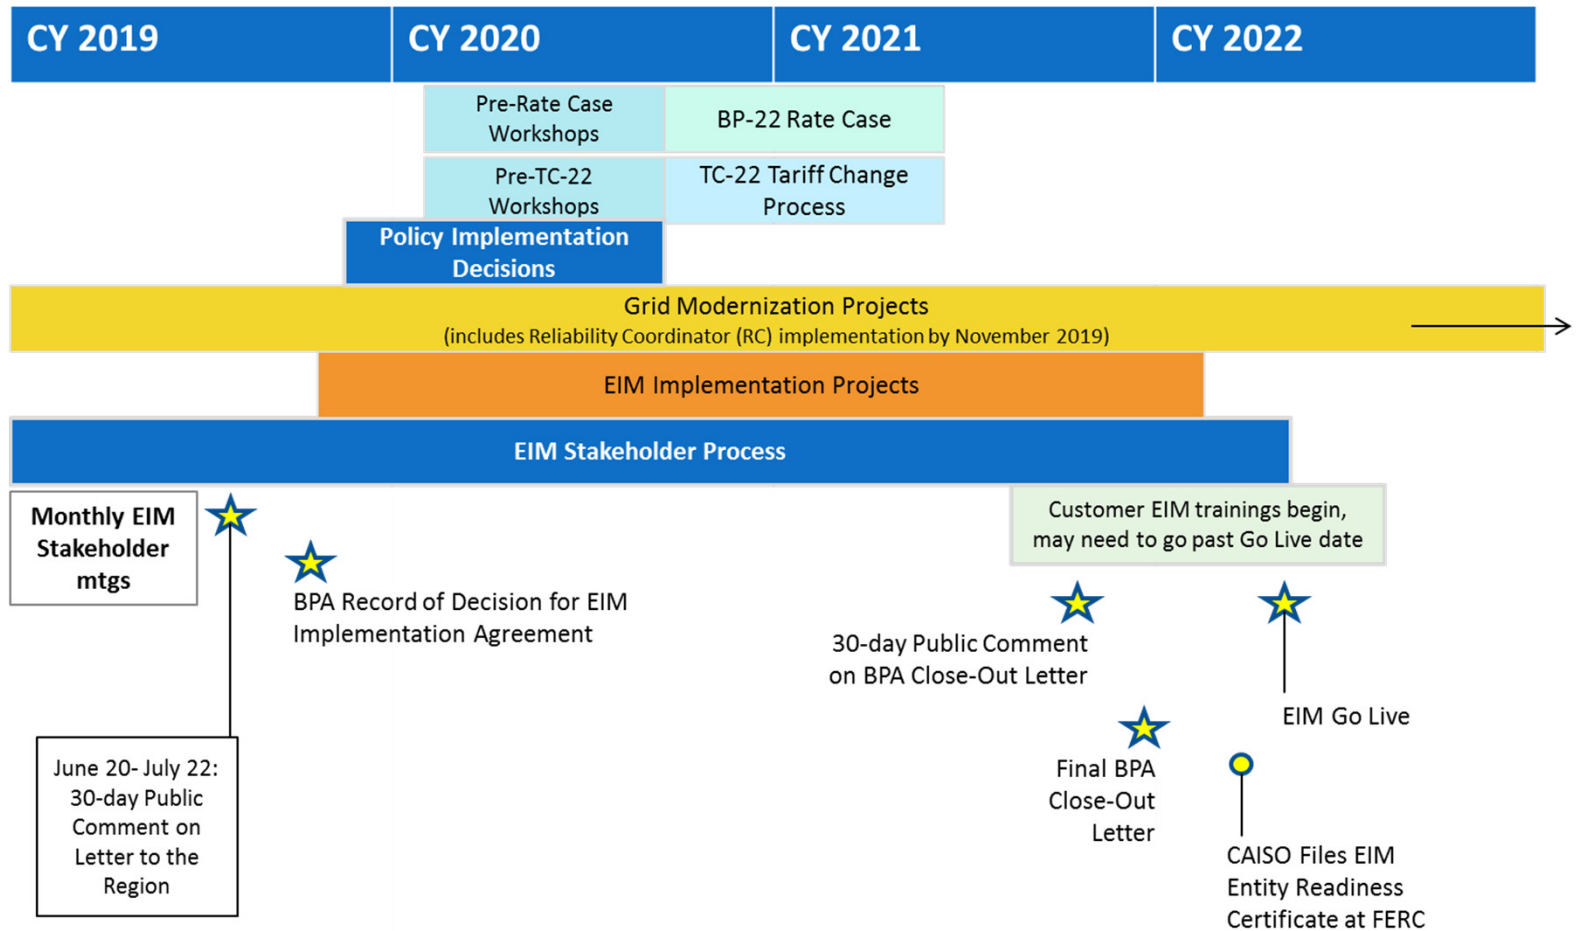 CY 2019
CY 2020
CY 2021
CY 2022
Pre-Rate Case
Workshops
BP-22 Rate Case
Pre-TC-22
Workshops
TC-22 Tariff Change
Process
Policy Implementation
Decisions
Grid Modernization Projects
(includes Reliability Coordinator (RC) implementation by November 2019)
EIM Implementation Projects
EIM Stakeholder Process
Monthly EIM
Stakeholder
mtgs
Customer EIM trainings begin,
may need to go past Go Live date
BPA Record of Decision for EIM
Implementation Agreement
30-day Public Comment
on BPA Close-Out Letter
EIM Go Live
June 20- July 22:
30-day Public
Comment on
Letter to the
Region
Final BPA
Close-Out
Letter
CAISO Files EIM
Entity Readiness
Certificate at FERC